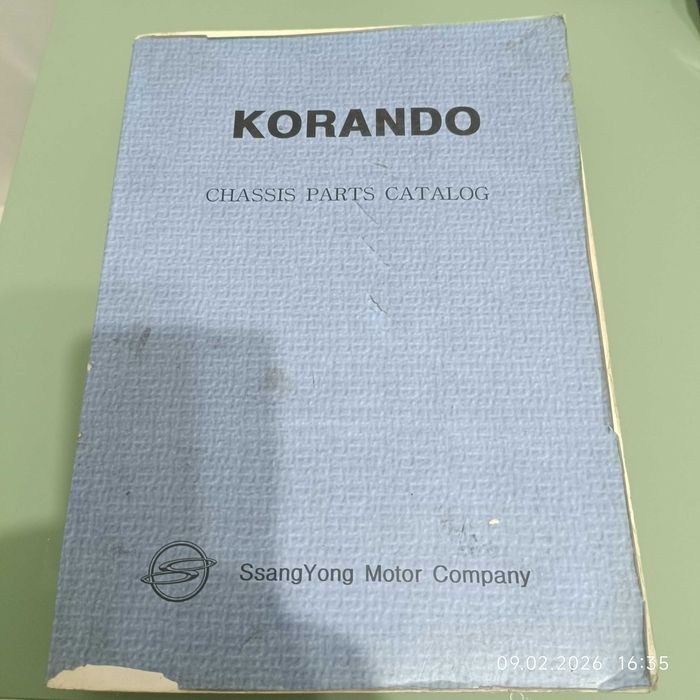 KORANDO
CHASSIS PARTS CATALOG
SsangYong Motor Company
09.02.2026 16:35